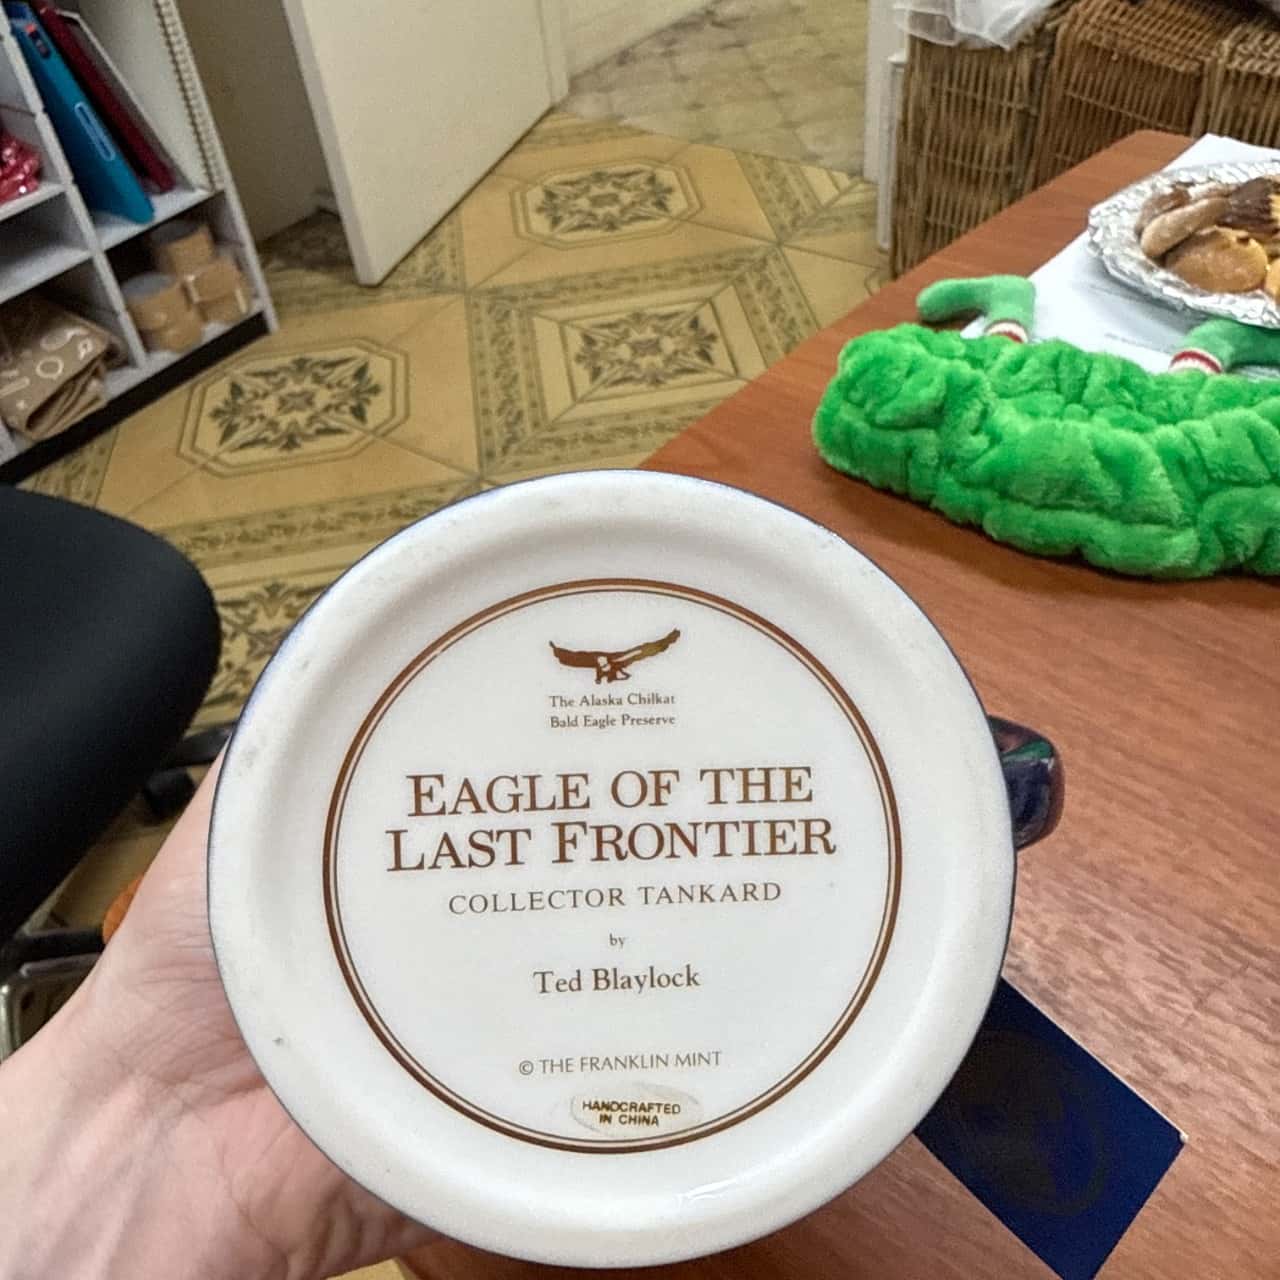 The Alaska Chilkat
Bald Eagle Preserve
EAGLE OF THE
LAST FRONTIER
COLLECTOR TANKARD
by
Ted Blaylock
© THE FRANKLIN MINT
HANDCRAFTED
IN CHINA